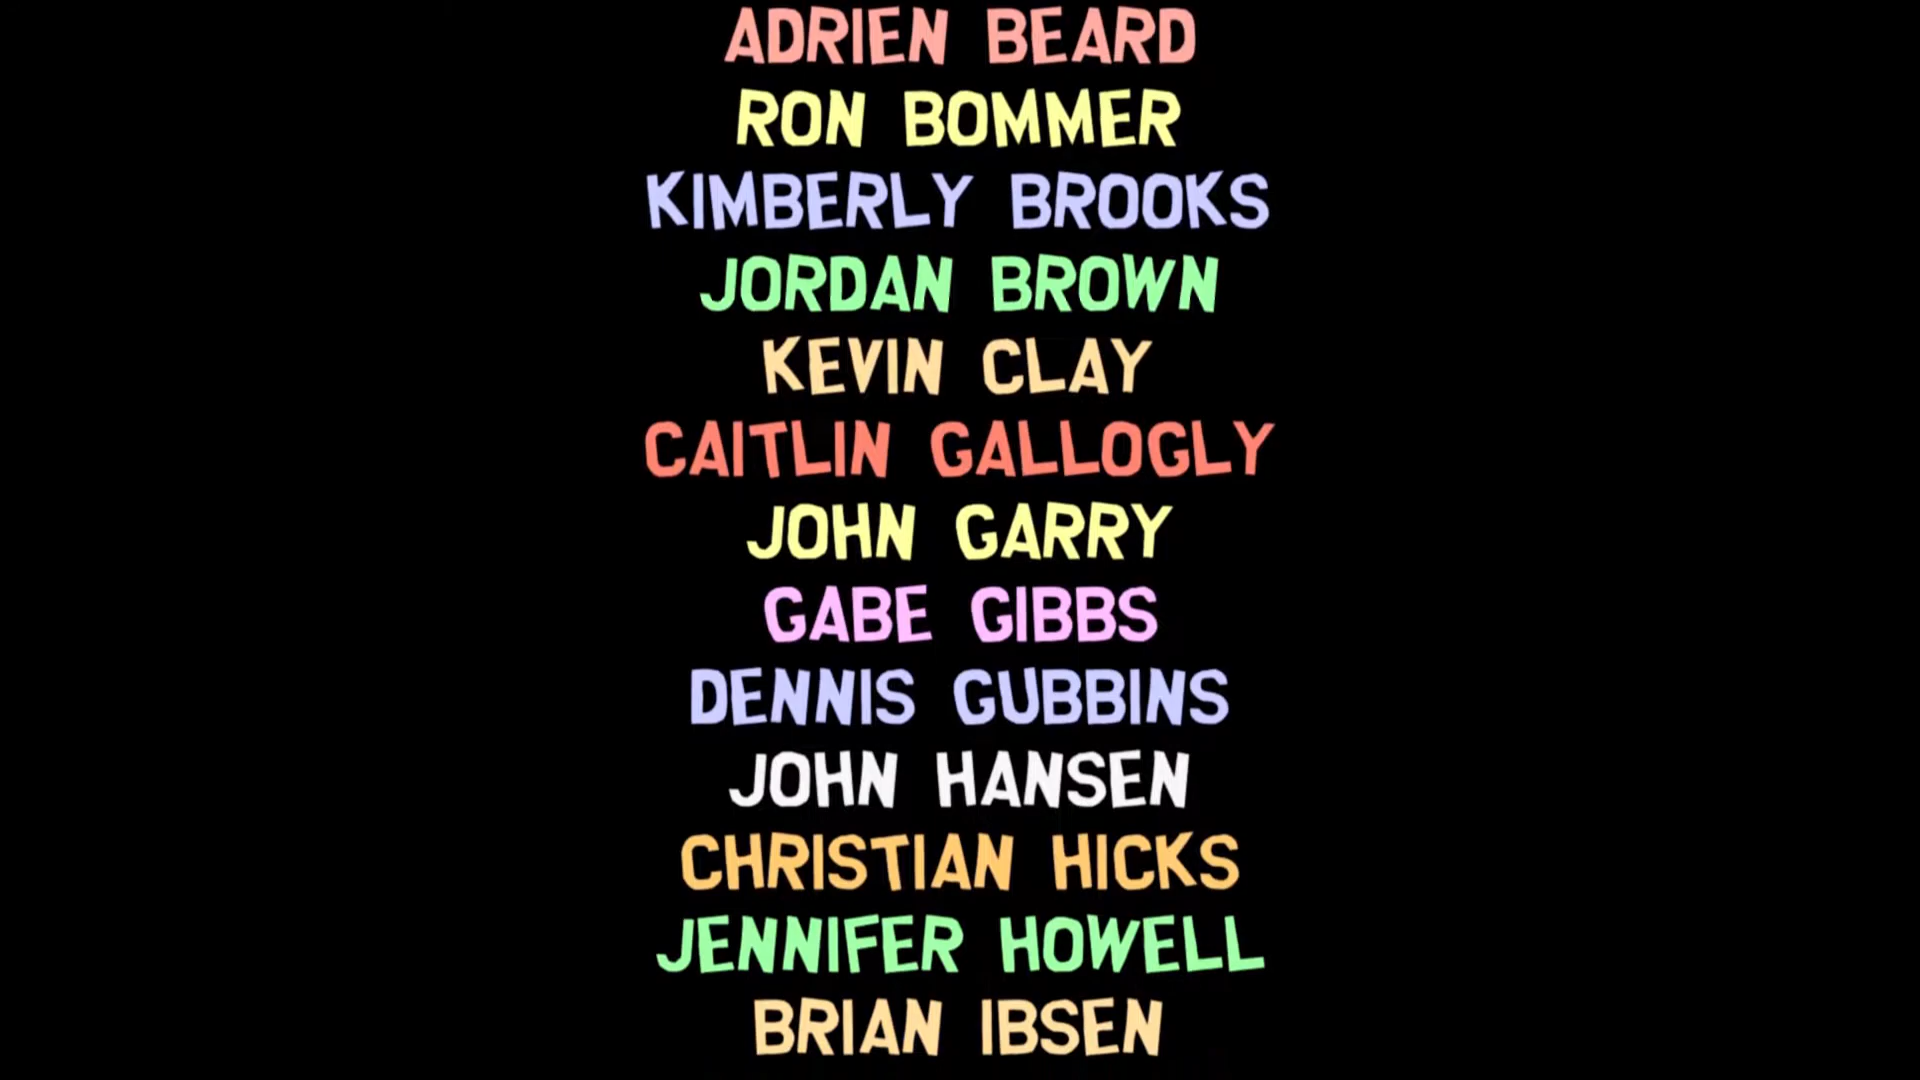 ADRIEN BEARD
RON BOMMER
KIMBERLY BROOKS
JORDAN BROWN
KEVIN CLAY
CAITLIN GALLOGLY
JOHN GARRY
GABE GIBBS
DENNIS GUBBINS
JOHN HANSEN
CHRISTIAN HICKS
JENNIFER HOWELL
BRIAN IBSEN